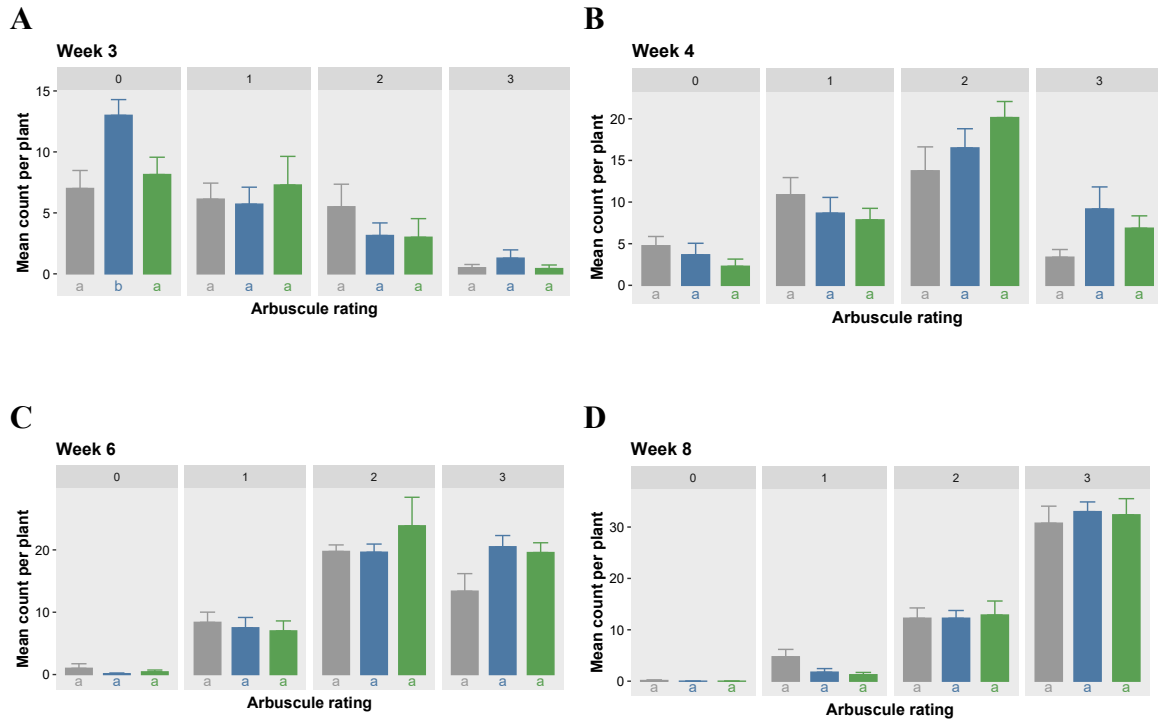 A
Week 3
Mean count per plant
0 1 2 3
15
10
5
0
a b a a a a a a a a a a
Arbuscule rating
B
Week 4
Mean count per plant
0 1 2 3
20
15
10
5
0
a a a a a a a a a a a a
Arbuscule rating
C
Week 6
Mean count per plant
0 1 2 3
20
10
0
a a a a a a a a a a a a
Arbuscule rating
D
Week 8
Mean count per plant
0 1 2 3
30
20
10
0
a a a a a a a a a a a a
Arbuscule rating